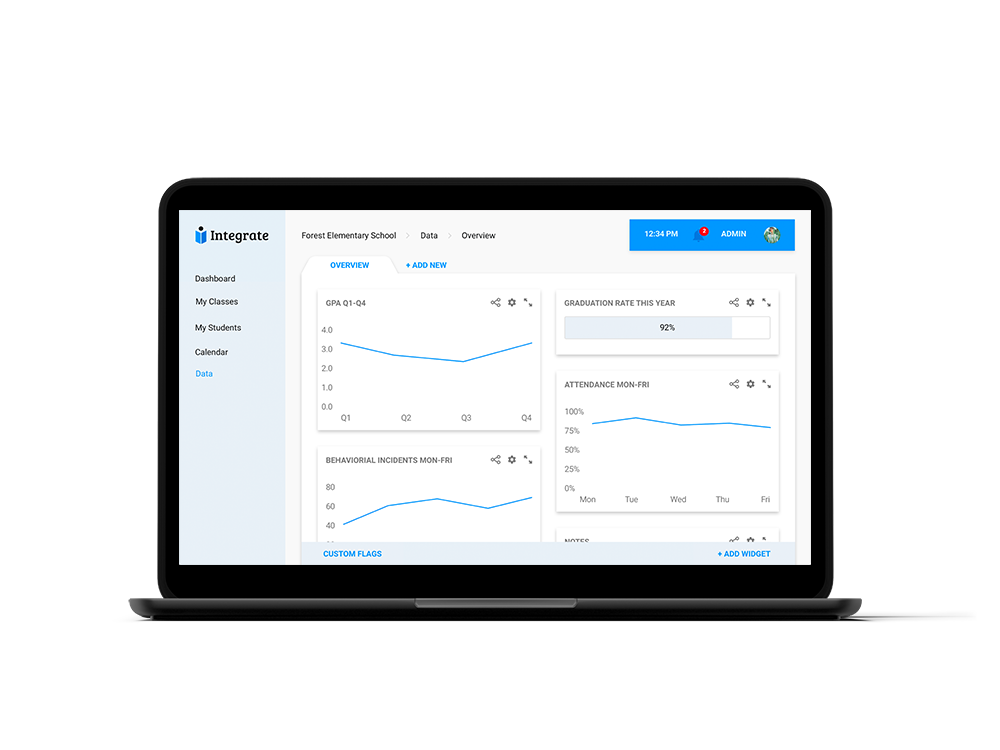 Integrate
Dashboard
My Classes
My Students
Calendar
Data
Forest Elementary School > Data > Overview
12:34 PM 2 ADMIN
OVERVIEW + ADD NEW
GPA Q1-Q4
4.0
3.0
2.0
1.0
0.0
Q1 Q2 Q3 Q4
BEHAVIORIAL INCIDENTS MON-FRI
80
60
40
GRADUATION RATE THIS YEAR
92%
ATTENDANCE MON-FRI
100%
75%
50%
25%
0%
Mon Tue Wed Thu Fri
NOTES
CUSTOM FLAGS + ADD WIDGET